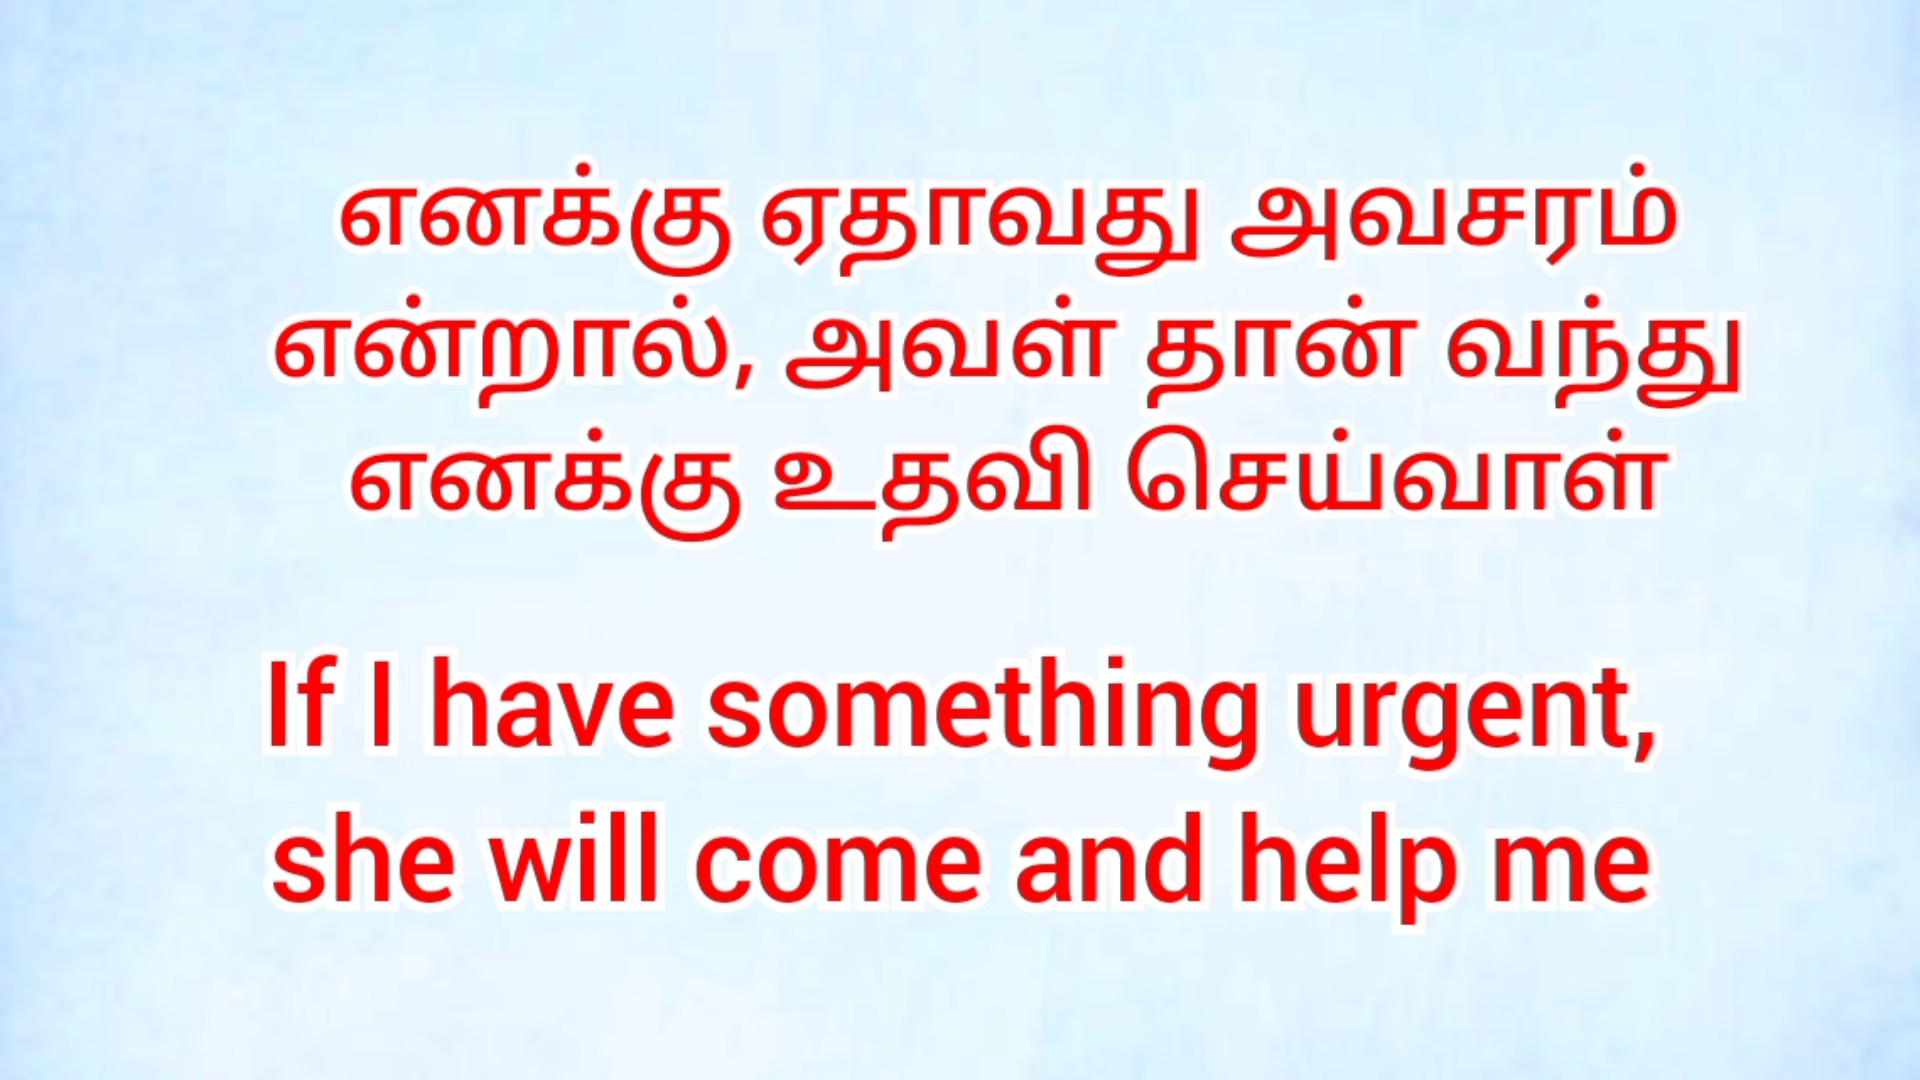 எனக்கு ஏதாவது அவசரம்
என்றால், அவள் தான் வந்து
எனக்கு உதவி செய்வாள்
If I have something urgent,
she will come and help me